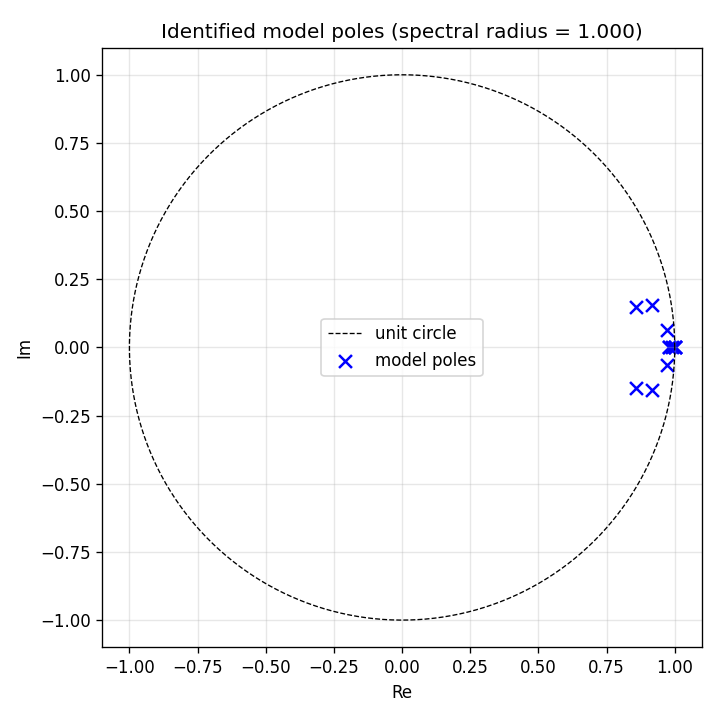 Identified model poles (spectral radius = 1.000)
1.00
0.75
0.50
0.25
0.00
−0.25
−0.50
−0.75
−1.00
Im
unit circle
model poles
−1.00 −0.75 −0.50 −0.25 0.00 0.25 0.50 0.75 1.00
Re